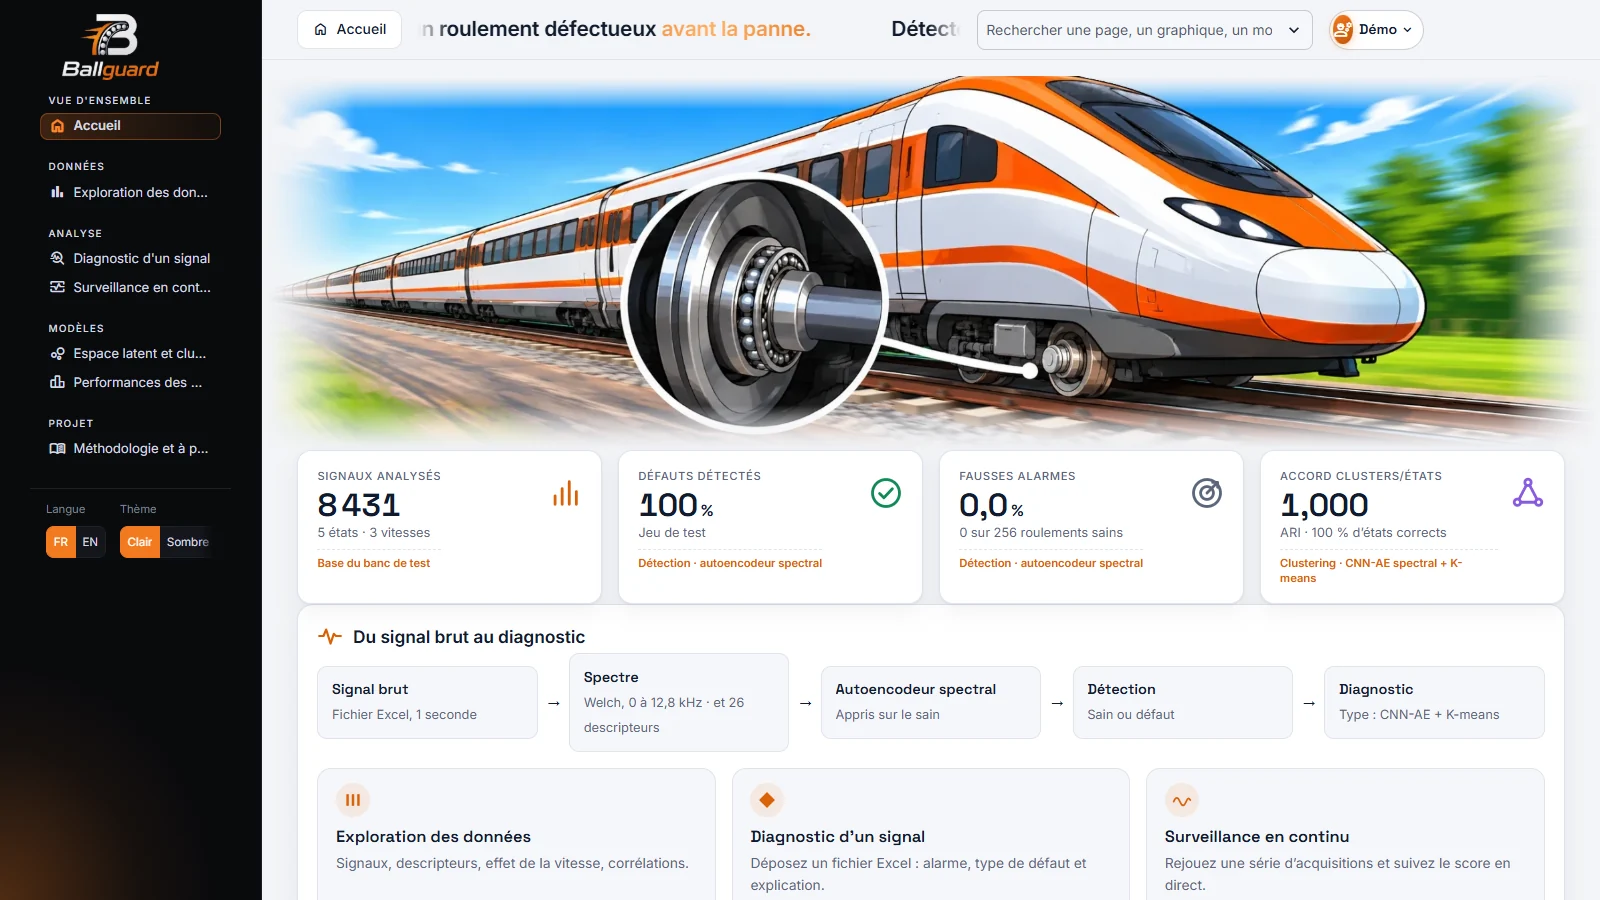 Ballguard
VUE D'ENSEMBLE
Accueil
DONNÉES
Exploration des don...
ANALYSE
Diagnostic d'un signal
Surveillance en cont...
MODÈLES
Espace latent et clu...
Performances des ...
PROJET
Méthodologie et à p...
Langue
Thème
FR
EN
Clair
Sombre
Accueil
n roulement défectueux avant la panne.
Détect
Rechercher une page, un graphique, un mo
Démo
SIGNAUX ANALYSÉS
8 431
5 états · 3 vitesses
Base du banc de test
DÉFAUTS DÉTECTÉS
100 %
Jeu de test
Détection · autoencodeur spectral
FAUSSES ALARMES
0,0 %
0 sur 256 roulements sains
Détection · autoencodeur spectral
ACCORD CLUSTERS/ÉTATS
1,000
ARI · 100 % d'états corrects
Clustering · CNN-AE spectral + K-
means
Du signal brut au diagnostic
Signal brut
Fichier Excel, 1 seconde
→
Spectre
Welch, 0 à 12,8 kHz · et 26
descripteurs
→
Autoencodeur spectral
Appris sur le sain
→
Détection
Sain ou défaut
→
Diagnostic
Type : CNN-AE + K-means
Exploration des données
Signaux, descripteurs, effet de la vitesse, corrélations.
Diagnostic d'un signal
Déposez un fichier Excel : alarme, type de défaut et
explication.
Surveillance en continu
Rejouez une série d'acquisitions et suivez le score en
direct.